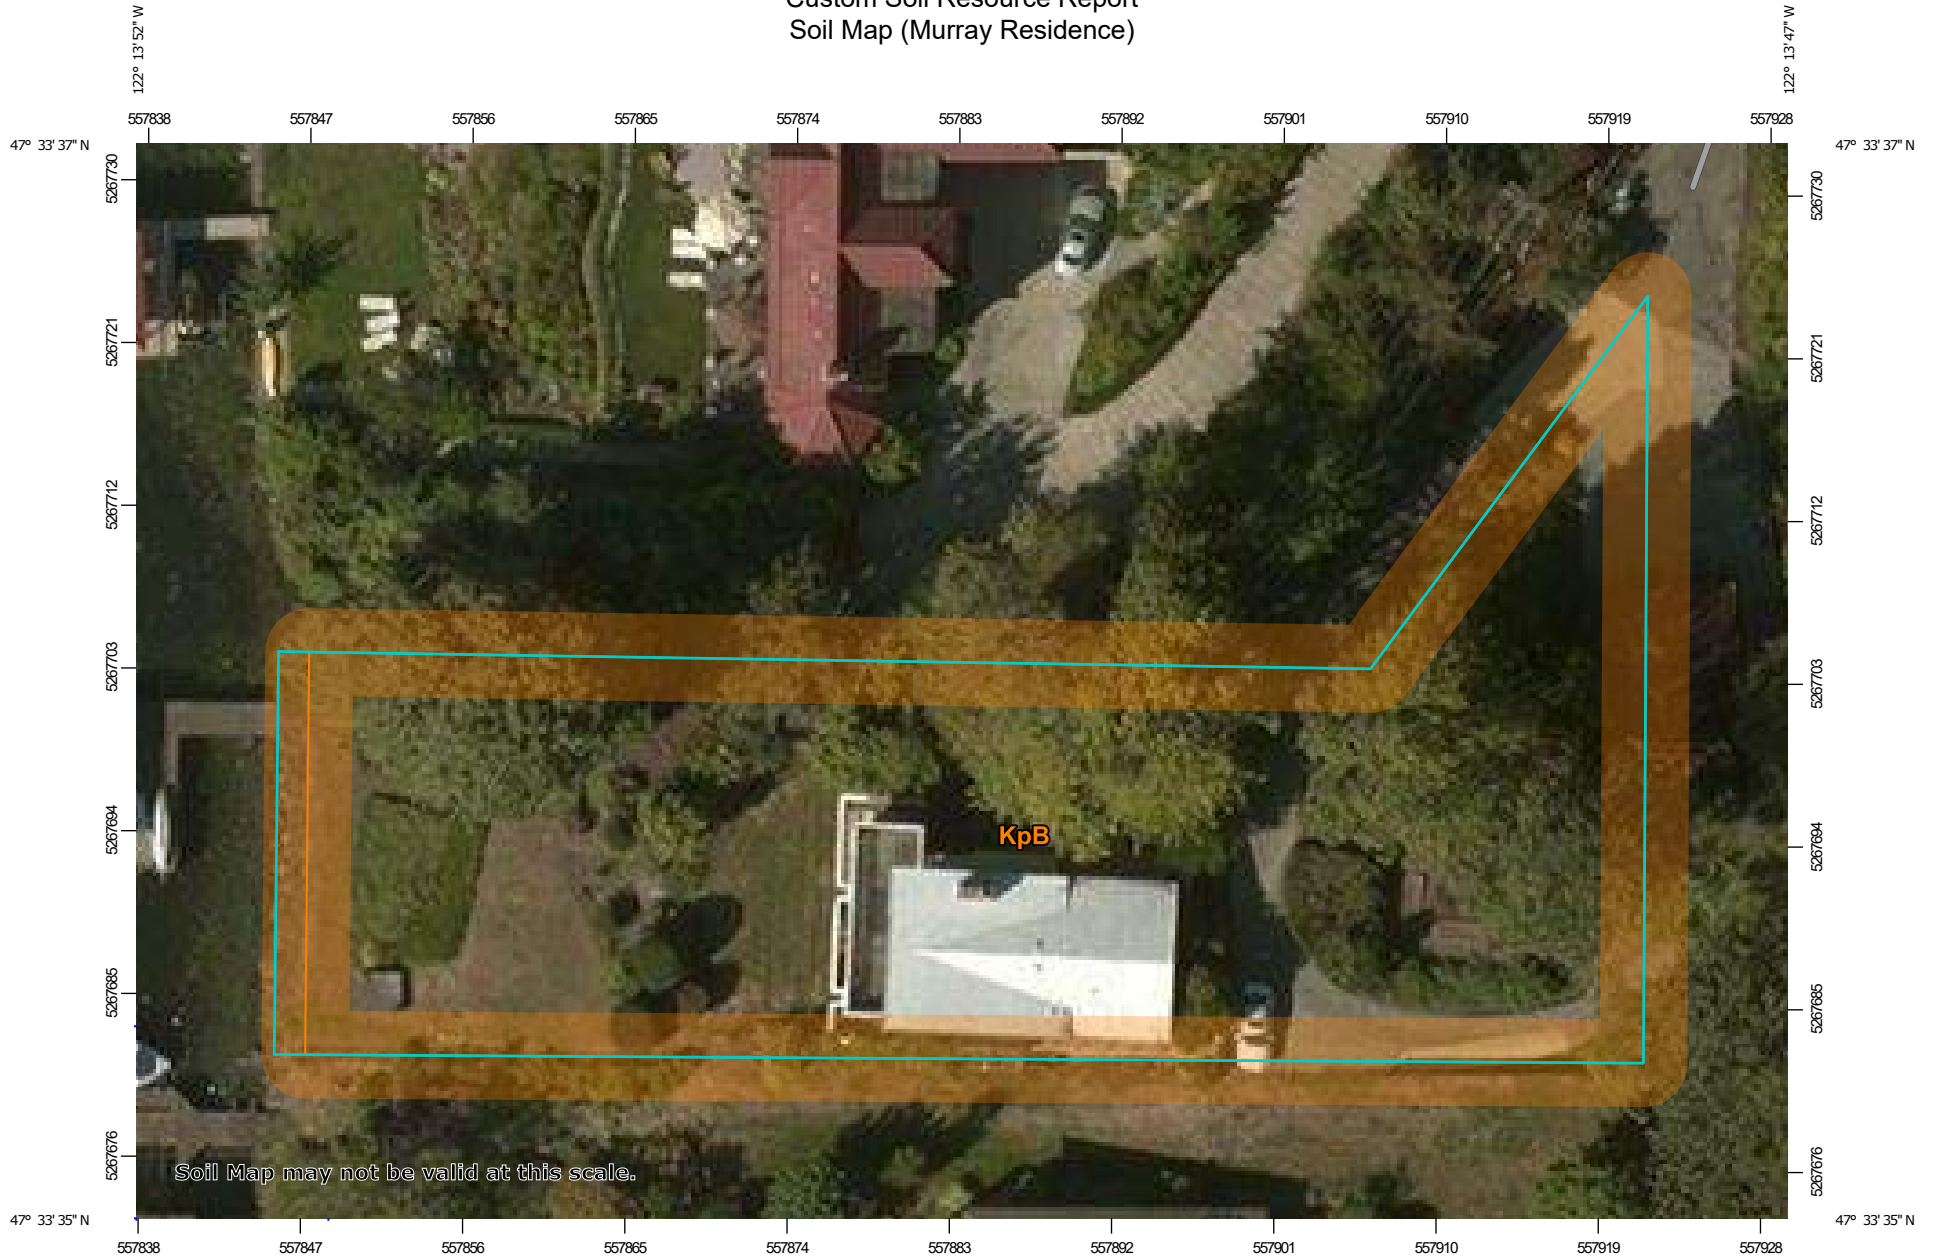 Custom Soil Resource Report
Soil Map (Murray Residence)
122° 13' 52" W
122° 13' 47" W
557838 557847 557856 557865 557874 557883 557892 557901 557910 557919 557928
47° 33' 37" N
47° 33' 37" N
5267730
5267730
5267721
5267721
5267712
5267712
5267703
5267703
5267694
5267694
KpB
5267685
5267685
5267676
5267676
Soil Map may not be valid at this scale.
47° 33' 35" N
47° 33' 35" N
557838 557847 557856 557865 557874 557883 557892 557901 557910 557919 557928